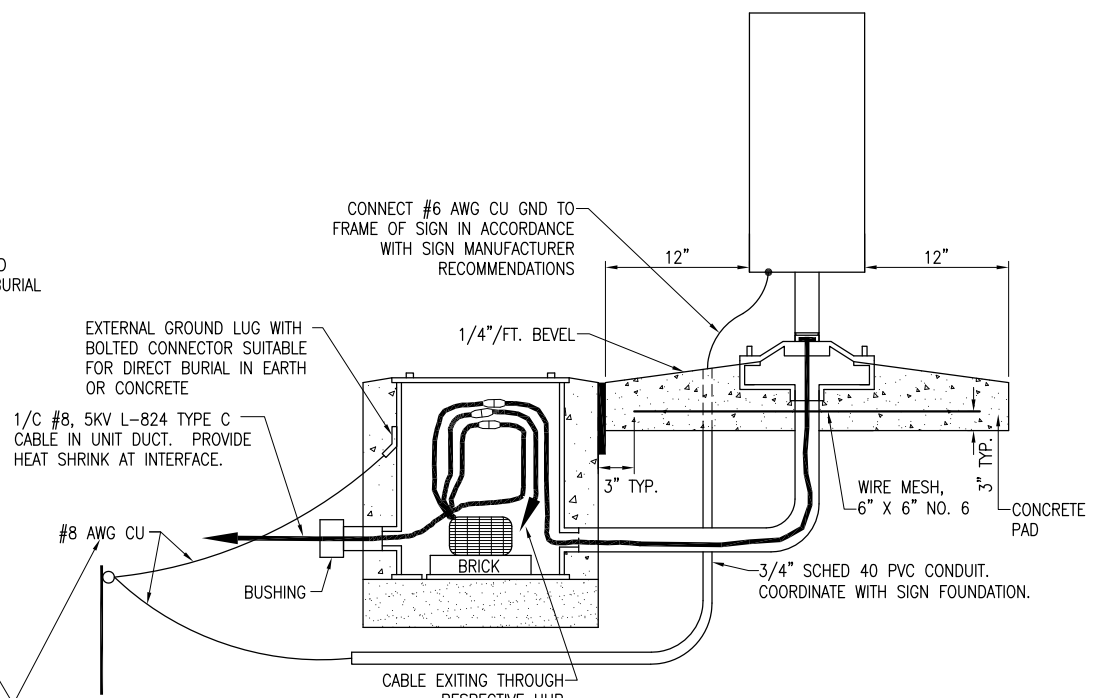 CONNECT #6 AWG CU GND TO
FRAME OF SIGN IN ACCORDANCE
WITH SIGN MANUFACTURER
RECOMMENDATIONS
12"
12"
BURIAL
EXTERNAL GROUND LUG WITH
BOLTED CONNECTOR SUITABLE
FOR DIRECT BURIAL IN EARTH
OR CONCRETE
1/4"/FT. BEVEL
1/C #8, 5KV L-824 TYPE C
CABLE IN UNIT DUCT. PROVIDE
HEAT SHRINK AT INTERFACE.
3" TYP.
3" TYP.
WIRE MESH,
6" X 6" NO. 6
CONCRETE
PAD
#8 AWG CU
BRICK
BUSHING
3/4" SCHED 40 PVC CONDUIT.
COORDINATE WITH SIGN FOUNDATION.
CABLE EXITING THROUGH
RESPECTIVE HUB